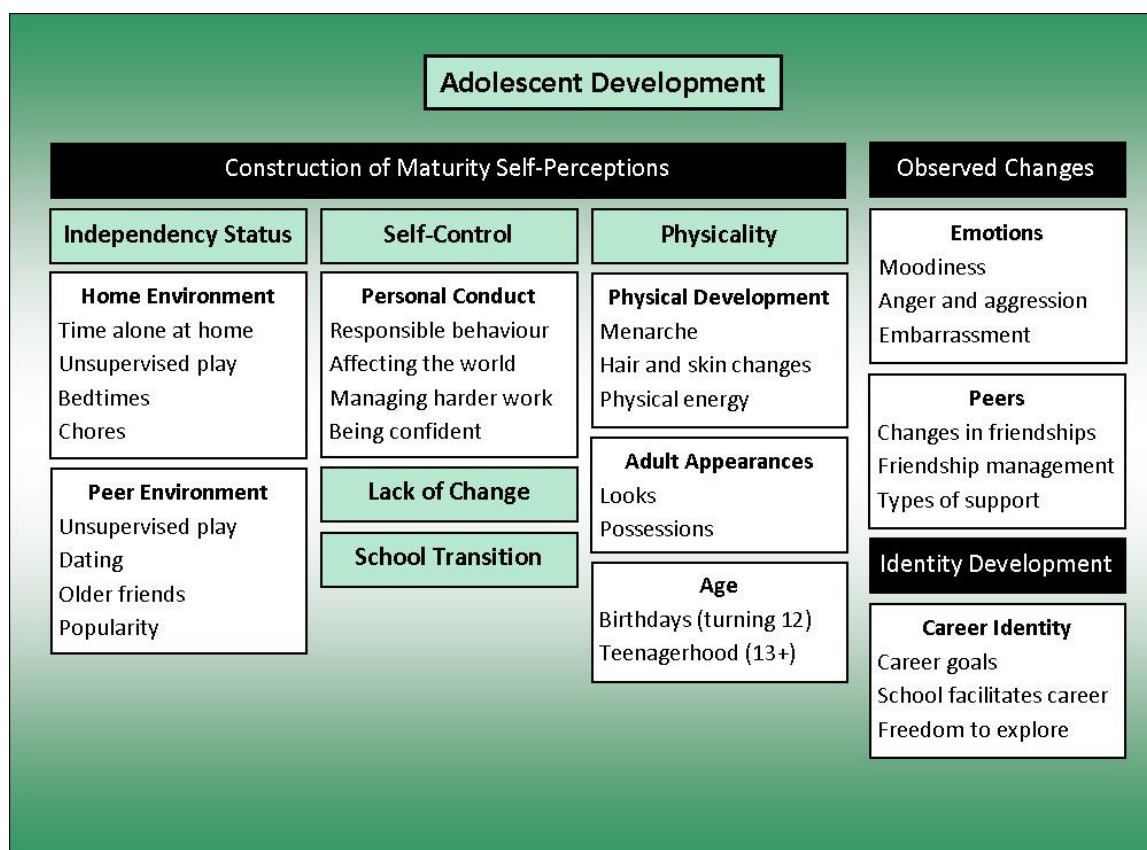 Adolescent Development
Construction of Maturity Self-Perceptions
Independency Status
Home Environment
Time alone at home
Unsupervised play
Bedtimes
Chores
Peer Environment
Unsupervised play
Dating
Older friends
Popularity
Self-Control
Personal Conduct
Responsible behaviour
Affecting the world
Managing harder work
Being confident
Lack of Change
School Transition
Physicality
Physical Development
Menarche
Hair and skin changes
Physical energy
Adult Appearances
Looks
Possessions
Age
Birthdays (turning 12)
Teenagerhood (13+)
Observed Changes
Emotions
Moodiness
Anger and aggression
Embarrassment
Peers
Changes in friendships
Friendship management
Types of support
Identity Development
Career Identity
Career goals
School facilitates career
Freedom to explore